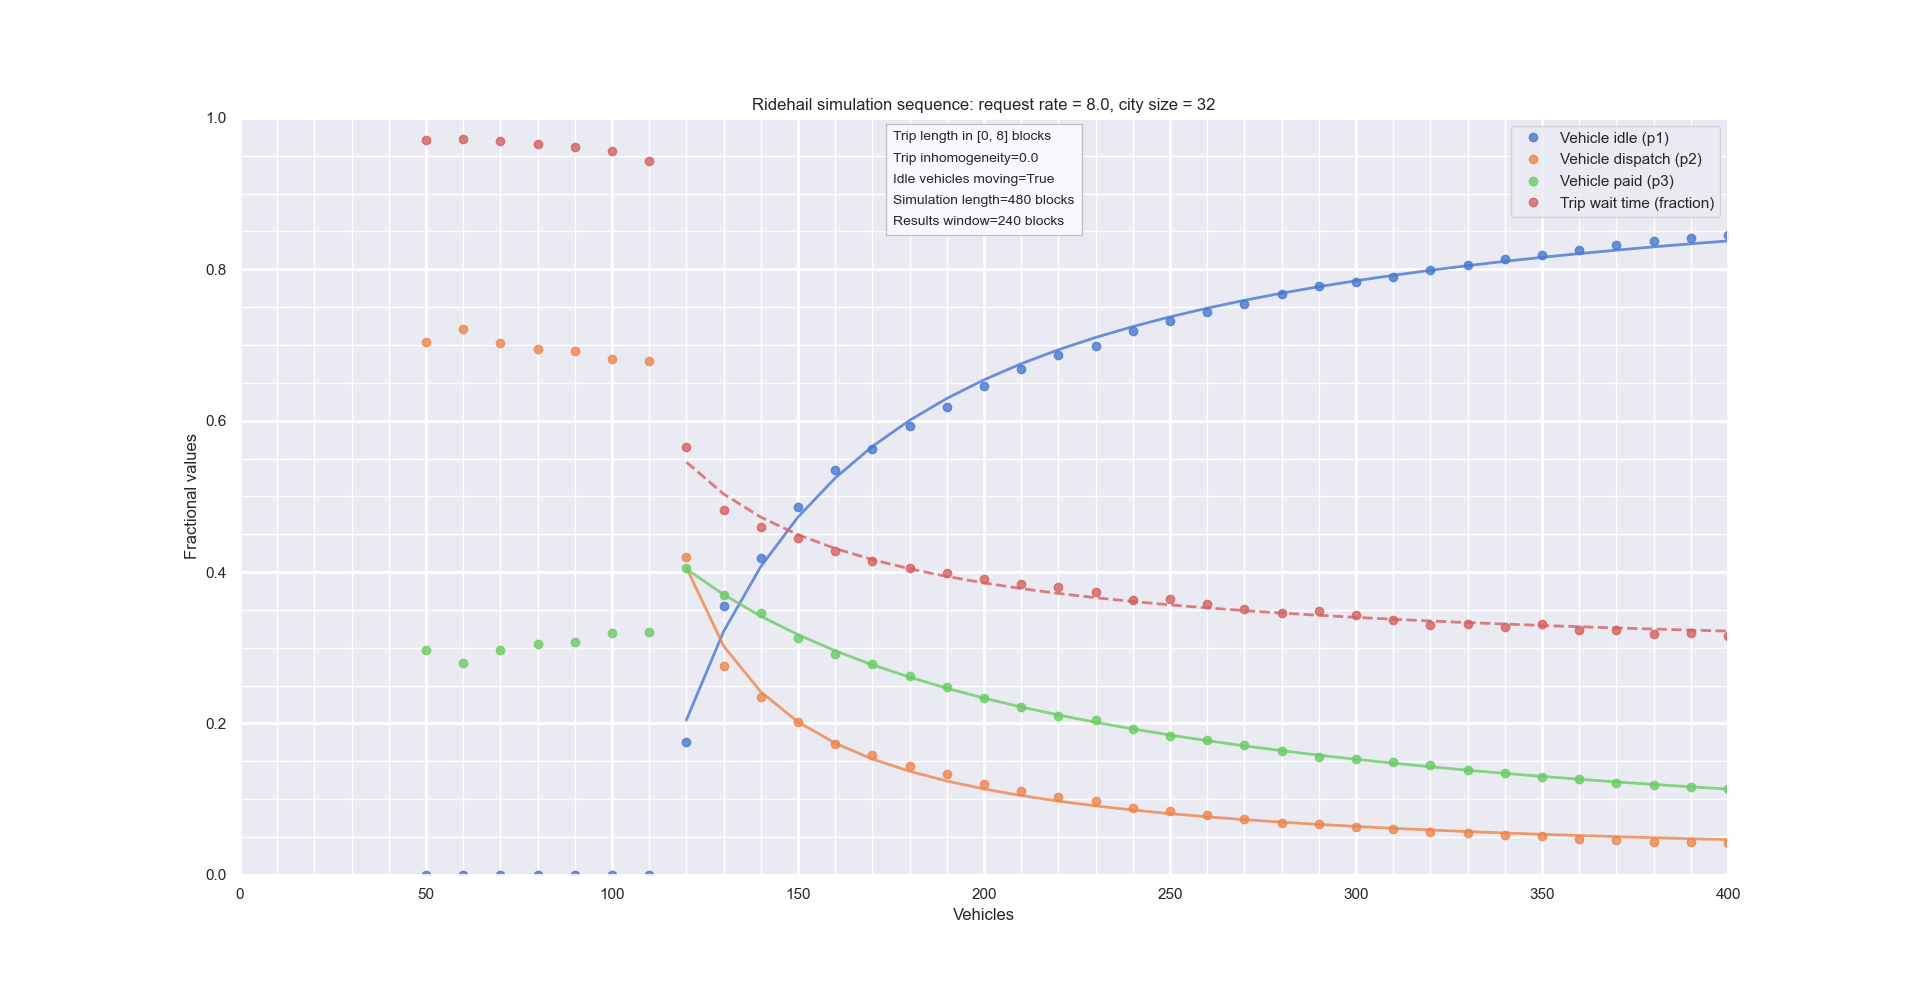 Ridehail simulation sequence: request rate = 8.0, city size = 32
Trip length in [0, 8] blocks
Trip inhomogeneity=0.0
Idle vehicles moving=True
Simulation length=480 blocks
Results window=240 blocks
Vehicle idle (p1)
Vehicle dispatch (p2)
Vehicle paid (p3)
Trip wait time (fraction)
Fractional values
1.0
0.8
0.6
0.4
0.2
0.0
0 50 100 150 200 250 300 350 400
Vehicles